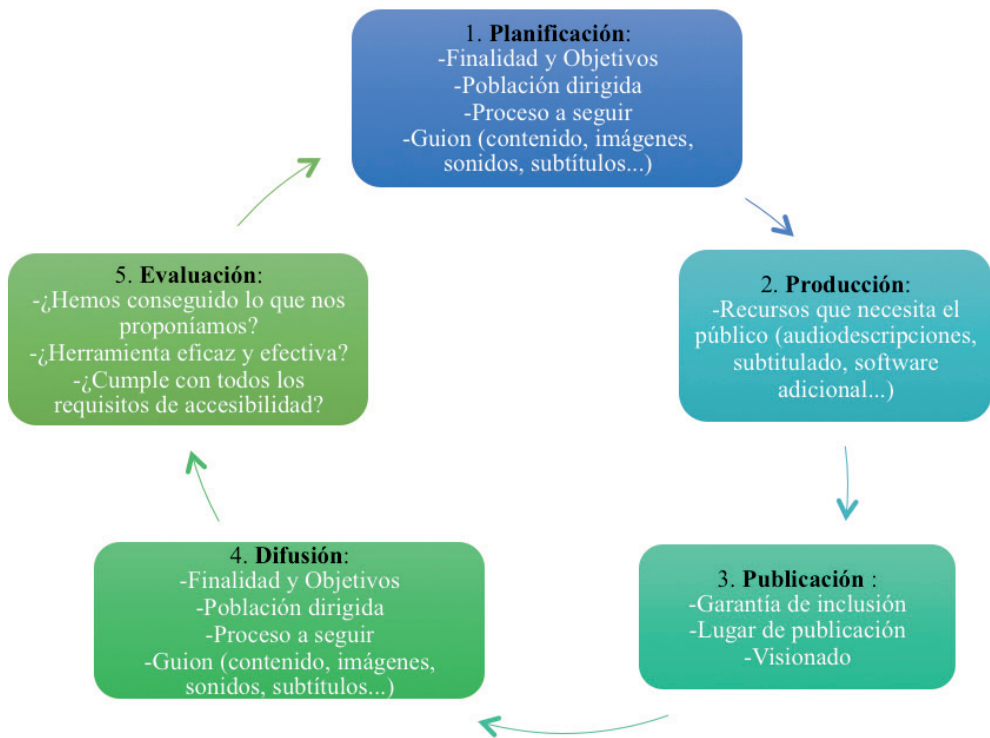 1. Planificación:
-Finalidad y Objetivos
-Población dirigida
-Proceso a seguir
-Guion (contenido, imágenes,
sonidos, subtítulos...)
2. Producción:
-Recursos que necesita el
público (audiodescripciones,
subtitulado, software
adicional...)
3. Publicación :
-Garantía de inclusión
-Lugar de publicación
-Visionado
4. Difusión:
-Finalidad y Objetivos
-Población dirigida
-Proceso a seguir
-Guion (contenido, imágenes,
sonidos, subtítulos...)
5. Evaluación:
-¿Hemos conseguido lo que nos
proponíamos?
-¿Herramienta eficaz y efectiva?
-¿Cumple con todos los
requisitos de accesibilidad?